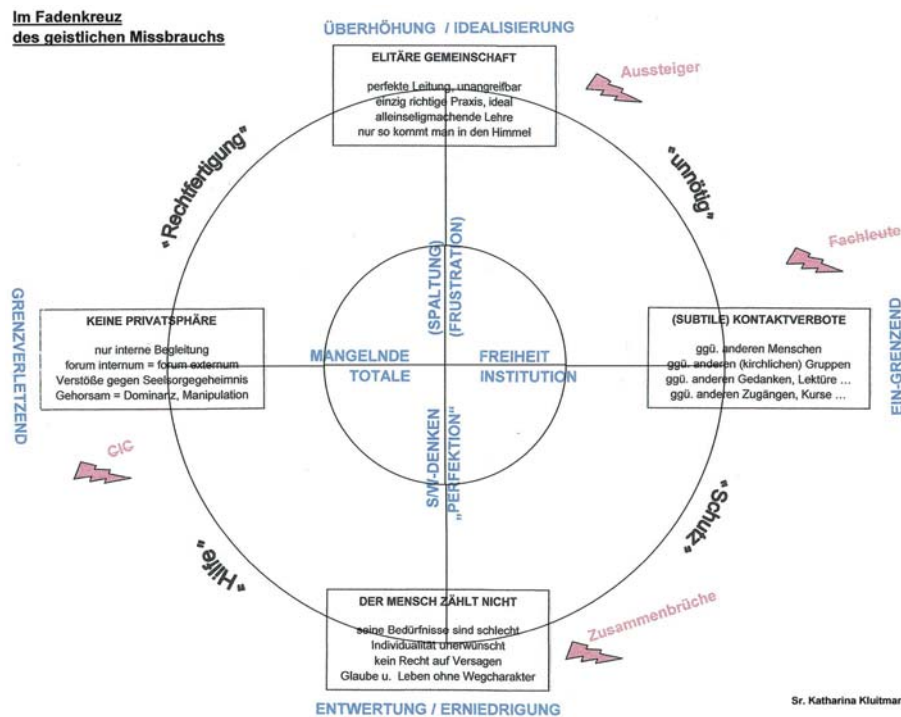 Im Fadenkreuz
des geistlichen Missbrauchs
ÜBERHÖHUNG / IDEALISIERUNG
ELITÄRE GEMEINSCHAFT
perfekte Leitung, unangreifbar
einzig richtige Praxis, ideal
alleinseligmachende Lehre
nur so kommt man in den Himmel
Aussteiger
"Rechtfertigung"
"unnötig"
Fachleute
(SPALTUNG)
(FRUSTRATION)
GRENZVERLETZEND
KEINE PRIVATSPHÄRE
nur interne Begleitung
forum internum = forum externum
Verstöße gegen Seelsorgegeheimnis
Gehorsam = Dominanz, Manipulation
MANGELNDE FREIHEIT
TOTALE INSTITUTION
(SUBTILE) KONTAKTVERBOTE
ggü. anderen Menschen
ggü. anderen (kirchlichen) Gruppen
ggü. anderen Gedanken, Lektüre ...
ggü. anderen Zugängen, Kurse ...
EIN-GRENZEND
S/W-DENKEN
„PERFEKTION"
CIC
"Hilfe"
"Schutz"
DER MENSCH ZÄHLT NICHT
seine Bedürfnisse sind schlecht
Individualität unerwünscht
kein Recht auf Versagen
Glaube u. Leben ohne Wegcharakter
Zusammenbrüche
ENTWERTUNG / ERNIEDRIGUNG
Sr. Katharina Kluitman